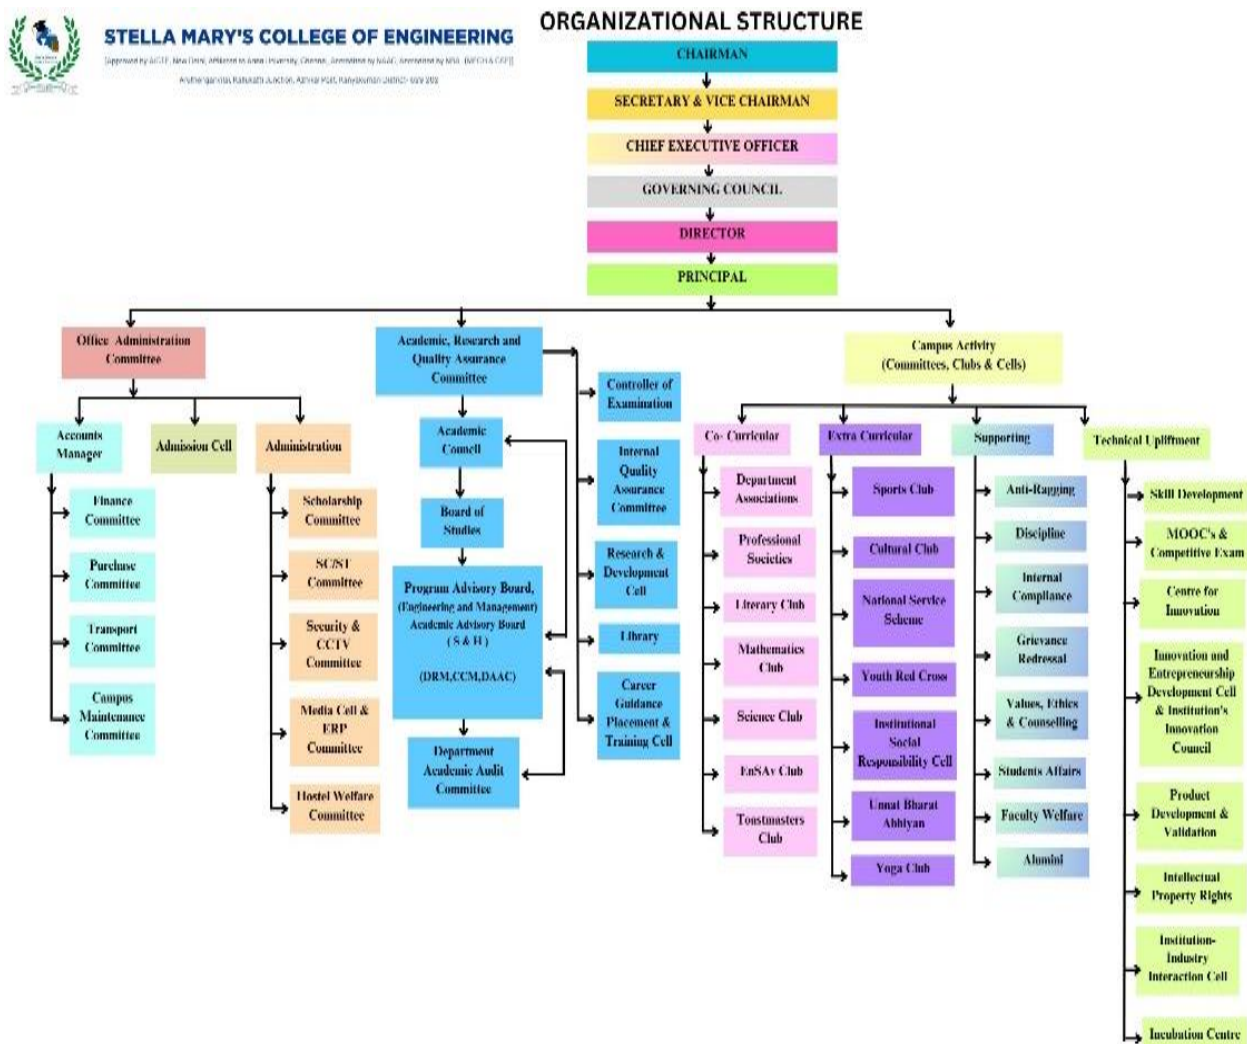 ORGANIZATIONAL STRUCTURE
STELLA MARY'S COLLEGE OF ENGINEERING
CHAIRMAN
SECRETARY & VICE CHAIRMAN
CHIEF EXECUTIVE OFFICER
GOVERNING COUNCIL
DIRECTOR
PRINCIPAL
Office Administration
Committee
Accounts
Manager
Finance
Committee
Purchase
Committee
Transport
Committee
Campus
Maintenance
Committee
Admission Cell
Administration
Scholarship
Committee
SC/ST
Committee
Security &
CCTV
Committee
Media Cell &
ERP
Committee
Hostel Welfare
Committee
Academic, Research and
Quality Assurance
Committee
Academic
Council
Board of
Studies
Program Advisory Board,
(Engineering and Management)
Academic Advisory Board
( S & H )
(DRM,CCM,DAAC)
Department
Academic Audit
Committee
Controller of
Examination
Internal
Quality
Assurance
Committee
Research &
Development
Cell
Library
Career
Guidance
Placement &
Training Cell
Campus Activity
(Committees, Clubs & Cells)
Co- Curricular
Department
Associations
Professional
Societies
Literary Club
Mathematics
Club
Science Club
EnSAv Club
Toastmasters
Club
Extra Curricular
Sports Club
Cultural Club
National Service
Scheme
Youth Red Cross
Institutional
Social
Responsibility Cell
Unnat Bharat
Abhiyan
Yoga Club
Supporting
Anti-Ragging
Discipline
Internal
Compliance
Grievance
Redressal
Values, Ethics
& Counselling
Students Affairs
Faculty Welfare
Alumini
Technical Upliftment
Skill Development
MOOC's &
Competitive Exam
Centre for
Innovation
Innovation and
Entrepreneurship
Development Cell
& Institution's
Innovation
Council
Product
Development &
Validation
Intellectual
Property Rights
Institution-
Industry
Interaction Cell
Incubation Centre